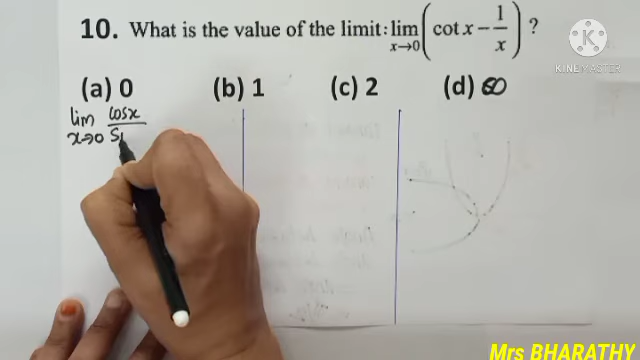 10. What is the value of the limit: lim x→0 ( cot x − 1/x ) ?
(a) 0 (b) 1 (c) 2 (d) ∞
lim x→0 cosx / S
KINEMASTER
Mrs BHARATHY